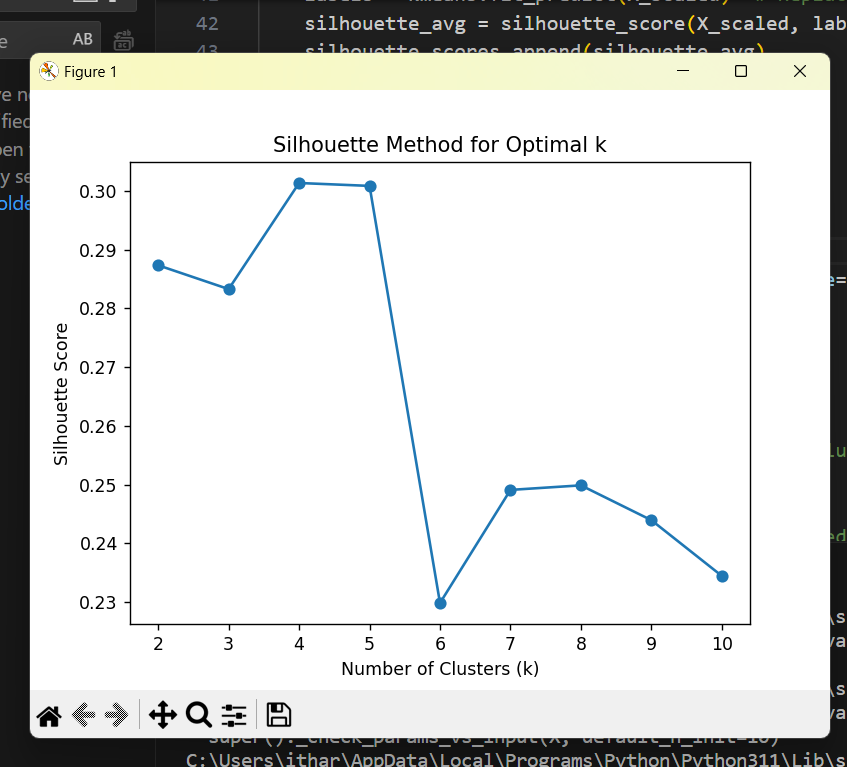 42 silhouette_avg = silhouette_score(X_scaled, lab
AB
43 silhouette_scores.append(silhouette_avg)
Figure 1
Silhouette Method for Optimal k
Silhouette Score
0.30
0.29
0.28
0.27
0.26
0.25
0.24
0.23
2 3 4 5 6 7 8 9 10
Number of Clusters (k)
super()._check_params_vs_input(X, default_n_init=10)
C:\Users\ithar\AppData\Local\Programs\Python\Python311\Lib\s